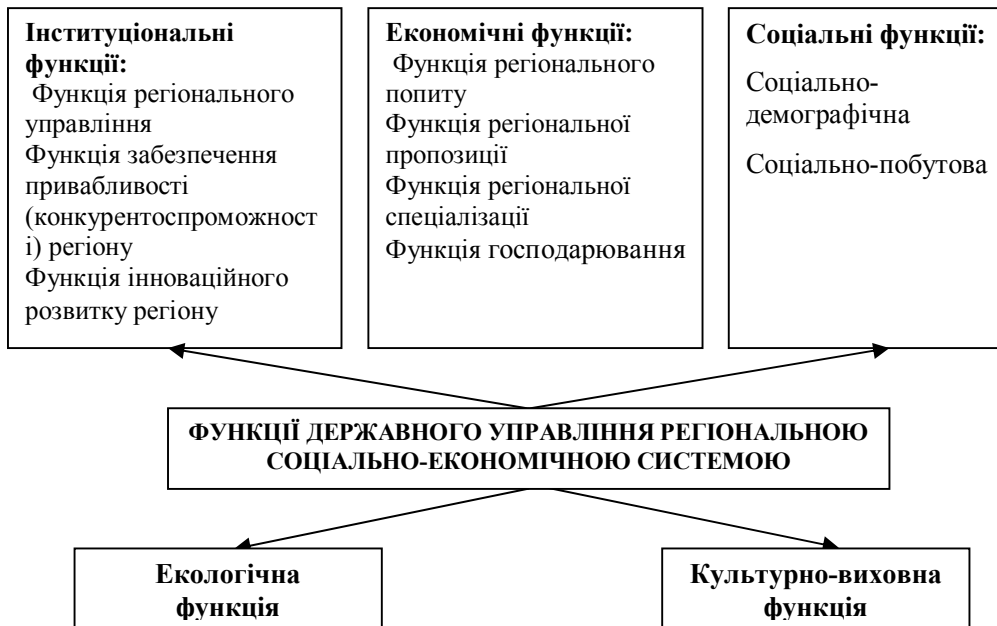 Інституціональні
функції:
Функція регіонального
управління
Функція забезпечення
привабливості
(конкурентоспроможност
і) регіону
Функція інноваційного
розвитку регіону
Економічні функції:
Функція регіонального
попиту
Функція регіональної
пропозиції
Функція регіональної
спеціалізації
Функція господарювання
Соціальні функції:
Соціально-
демографічна
Соціально-побутова
ФУНКЦІЇ ДЕРЖАВНОГО УПРАВЛІННЯ РЕГІОНАЛЬНОЮ
СОЦІАЛЬНО-ЕКОНОМІЧНОЮ СИСТЕМОЮ
Екологічна
функція
Культурно-виховна
функція